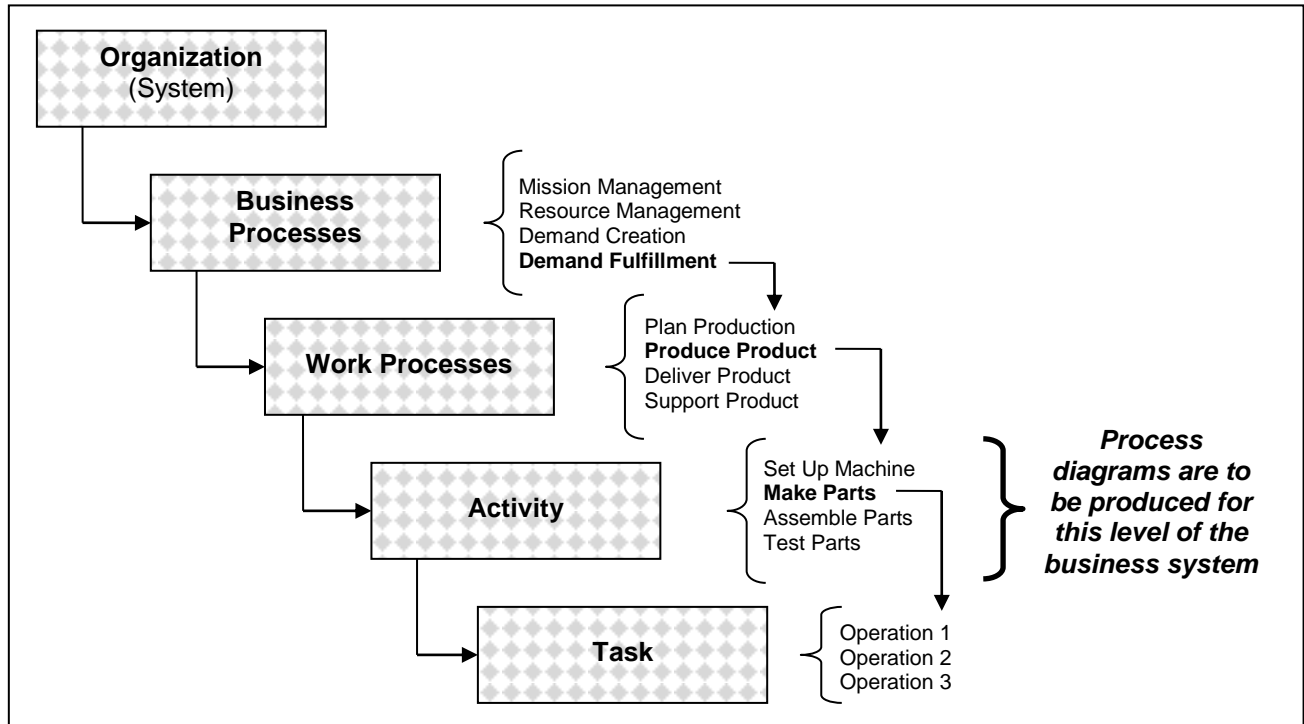 Organization
(System)
Business
Processes
Mission Management
Resource Management
Demand Creation
Demand Fulfillment
Work Processes
Plan Production
Produce Product
Deliver Product
Support Product
Activity
Set Up Machine
Make Parts
Assemble Parts
Test Parts
Process
diagrams are to
be produced for
this level of the
business system
Task
Operation 1
Operation 2
Operation 3